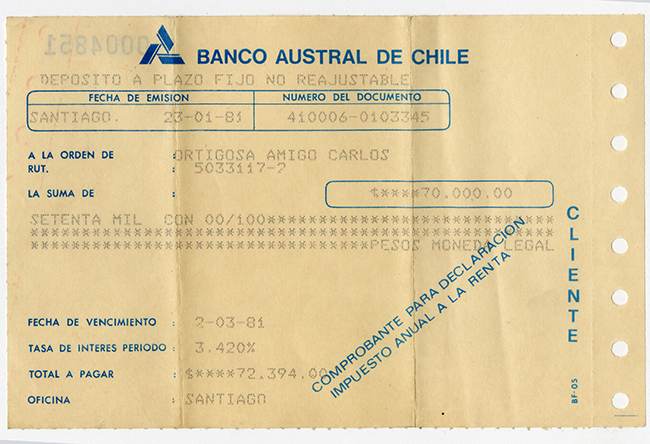 0004851
BANCO AUSTRAL DE CHILE
DEPOSITO A PLAZO FIJO NO REAJUSTABLE
FECHA DE EMISION NUMERO DEL DOCUMENTO
SANTIAGO. 23-01-81 410006-0103345
A LA ORDEN DE : ORTIGOSA AMIGO CARLOS
RUT. : 5033117-2
LA SUMA DE : $****70.000.00
SETENTA MIL CON 00/100**************************
************************************************
*******************************PESOS MONEDA LEGAL
CLIENTE
COMPROBANTE PARA DECLARACION
IMPUESTO ANUAL A LA RENTA
FECHA DE VENCIMIENTO : 2-03-81
TASA DE INTERES PERIODO : 3.420%
TOTAL A PAGAR : $****72.394.00
OFICINA : SANTIAGO
BF-05